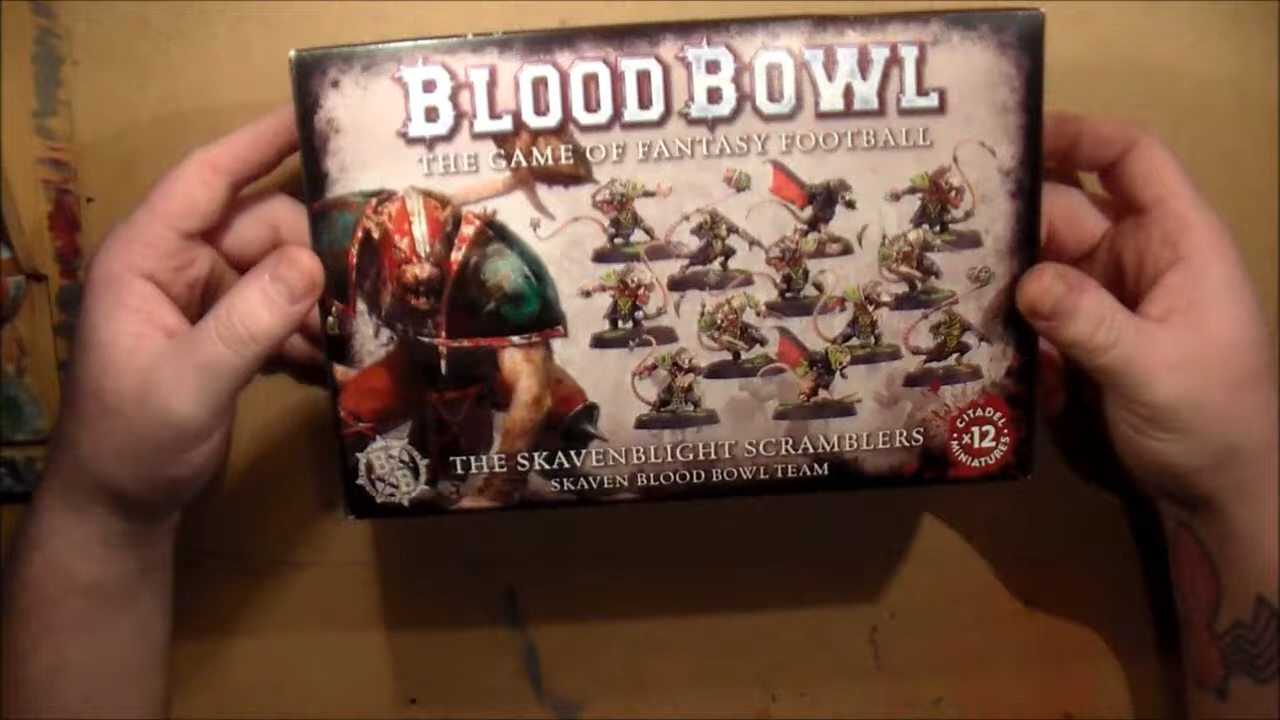 BLOOD BOWL
THE GAME OF FANTASY FOOTBALL
THE SKAVENBLIGHT SCRAMBLERS
SKAVEN BLOOD BOWL TEAM
CITADEL
x12
MINIATURES